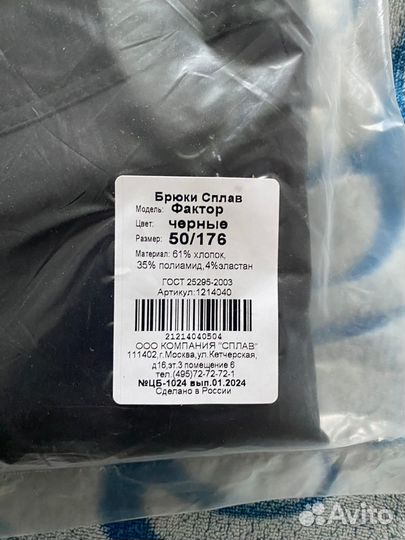 Брюки Сплав
Модель: Фактор
Цвет: черные
Размер: 50/176
Материал: 61% хлопок,
35% полиамид,4%эластан
ГОСТ 25295-2003
Артикул:1214040
21214040504
ООО КОМПАНИЯ "СПЛАВ"
111402,г.Москва,ул.Кетчерская,
д16,эт.3 помещение 6
тел.(495)72-72-72-1
№ЦБ-1024 вып.01.2024
Сделано в России
Avito